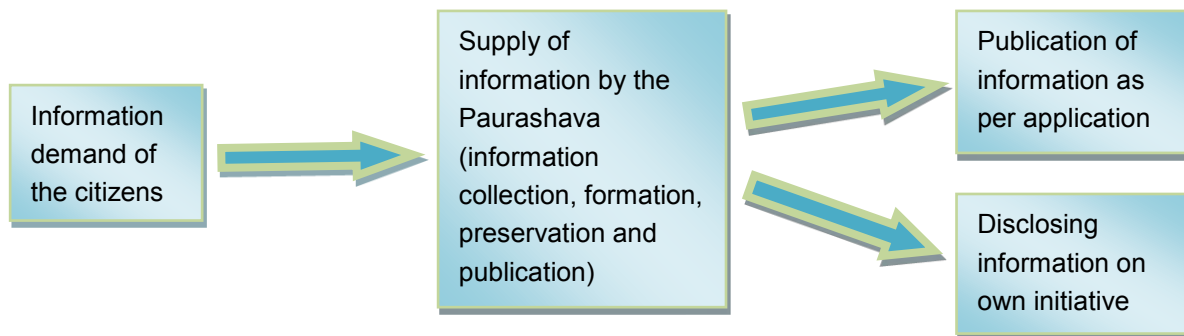 Information
demand of
the citizens
Supply of
information by the
Paurashava
(information
collection, formation,
preservation and
publication)
Publication of
information as
per application
Disclosing
information on
own initiative